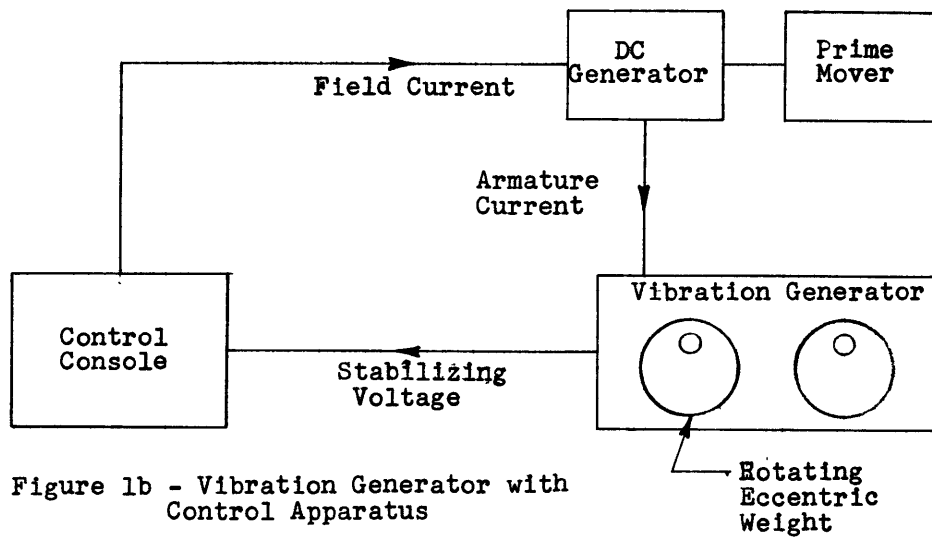 DC
Generator
Prime
Mover
Field Current
Armature
Current
Vibration Generator
Control
Console
Stabilizing
Voltage
Rotating
Eccentric
Weight
Figure 1b - Vibration Generator with
Control Apparatus